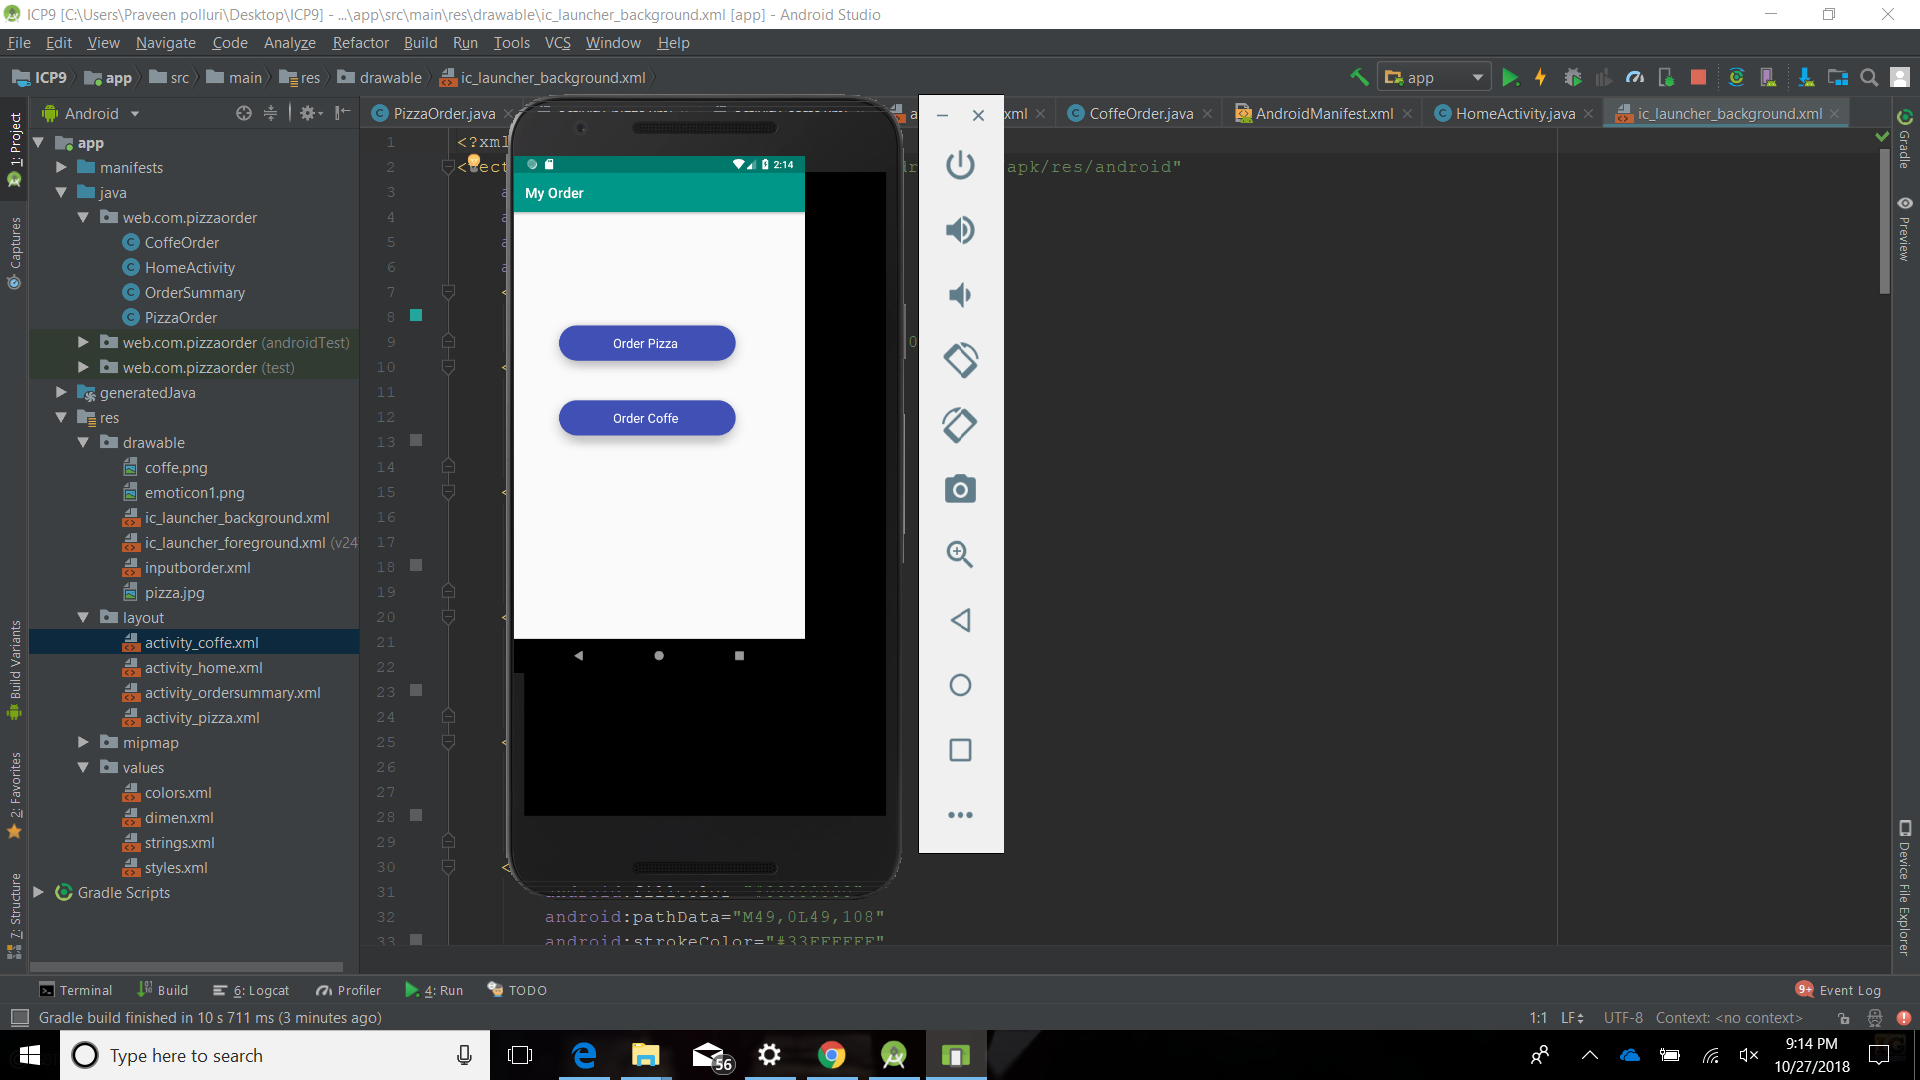 ICP9 [C:\Users\Praveen polluri\Desktop\ICP9] - ...\app\src\main\res\drawable\ic_launcher_background.xml [app] - Android Studio
File Edit View Navigate Code Analyze Refactor Build Run Tools VCS Window Help
ICP9 app src main res drawable ic_launcher_background.xml
app
Android
PizzaOrder.java
xml
CoffeOrder.java
AndroidManifest.xml
HomeActivity.java
ic_launcher_background.xml
1: Project
Captures
Build Variants
2: Favorites
7: Structure
app
manifests
java
web.com.pizzaorder
CoffeOrder
HomeActivity
OrderSummary
PizzaOrder
web.com.pizzaorder (androidTest)
web.com.pizzaorder (test)
generatedJava
res
drawable
coffe.png
emoticon1.png
ic_launcher_background.xml
ic_launcher_foreground.xml (v24
inputborder.xml
pizza.jpg
layout
activity_coffe.xml
activity_home.xml
activity_ordersummary.xml
activity_pizza.xml
mipmap
values
colors.xml
dimen.xml
strings.xml
styles.xml
Gradle Scripts
1 <?xml
2 apk/res/android"
3
4
5
6
7
8
9
10
11
12
13
14
15
16
17
18
19
20
21
22
23
24
25
26
27
28
29
30
31
32 android:pathData="M49,0L49,108"
33 android:strokeColor="#33FFFFFF"
2:14
My Order
Order Pizza
Order Coffe
Gradle
Preview
Device File Explorer
Terminal Build 6: Logcat Profiler 4: Run TODO
9+ Event Log
Gradle build finished in 10 s 711 ms (3 minutes ago)
1:1 LF UTF-8 Context: <no context>
Type here to search
56
9:14 PM
10/27/2018